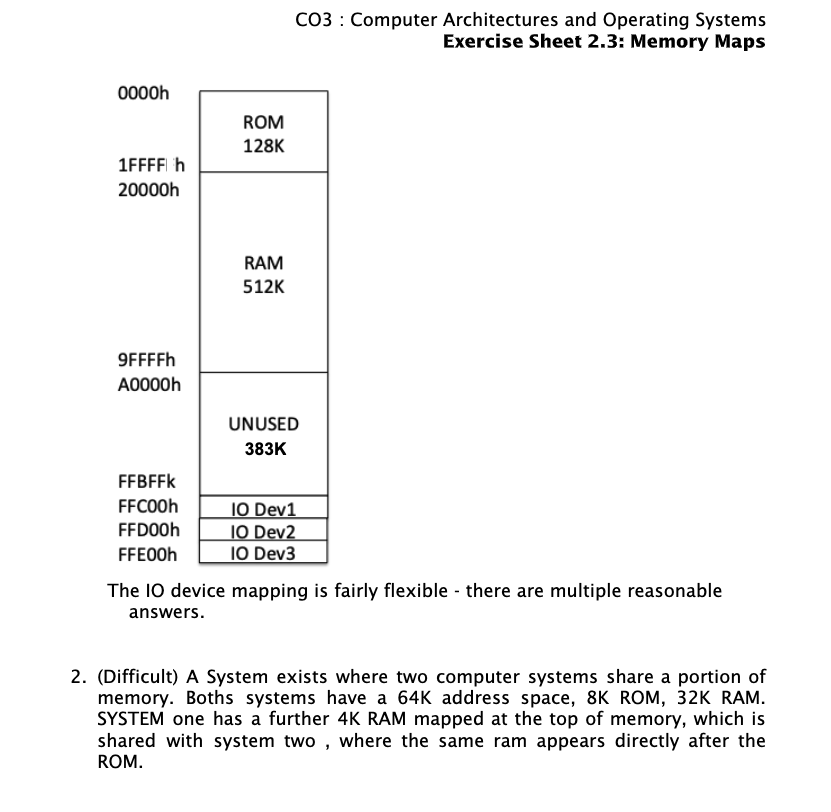 CO3 : Computer Architectures and Operating Systems
Exercise Sheet 2.3: Memory Maps
0000h
ROM
128K
1FFFF h
20000h
RAM
512K
9FFFFh
A0000h
UNUSED
383K
FFBFFk
FFC00h
IO Dev1
FFD00h
IO Dev2
FFE00h
IO Dev3
The IO device mapping is fairly flexible - there are multiple reasonable
answers.
2. (Difficult) A System exists where two computer systems share a portion of
memory. Boths systems have a 64K address space, 8K ROM, 32K RAM.
SYSTEM one has a further 4K RAM mapped at the top of memory, which is
shared with system two , where the same ram appears directly after the
ROM.